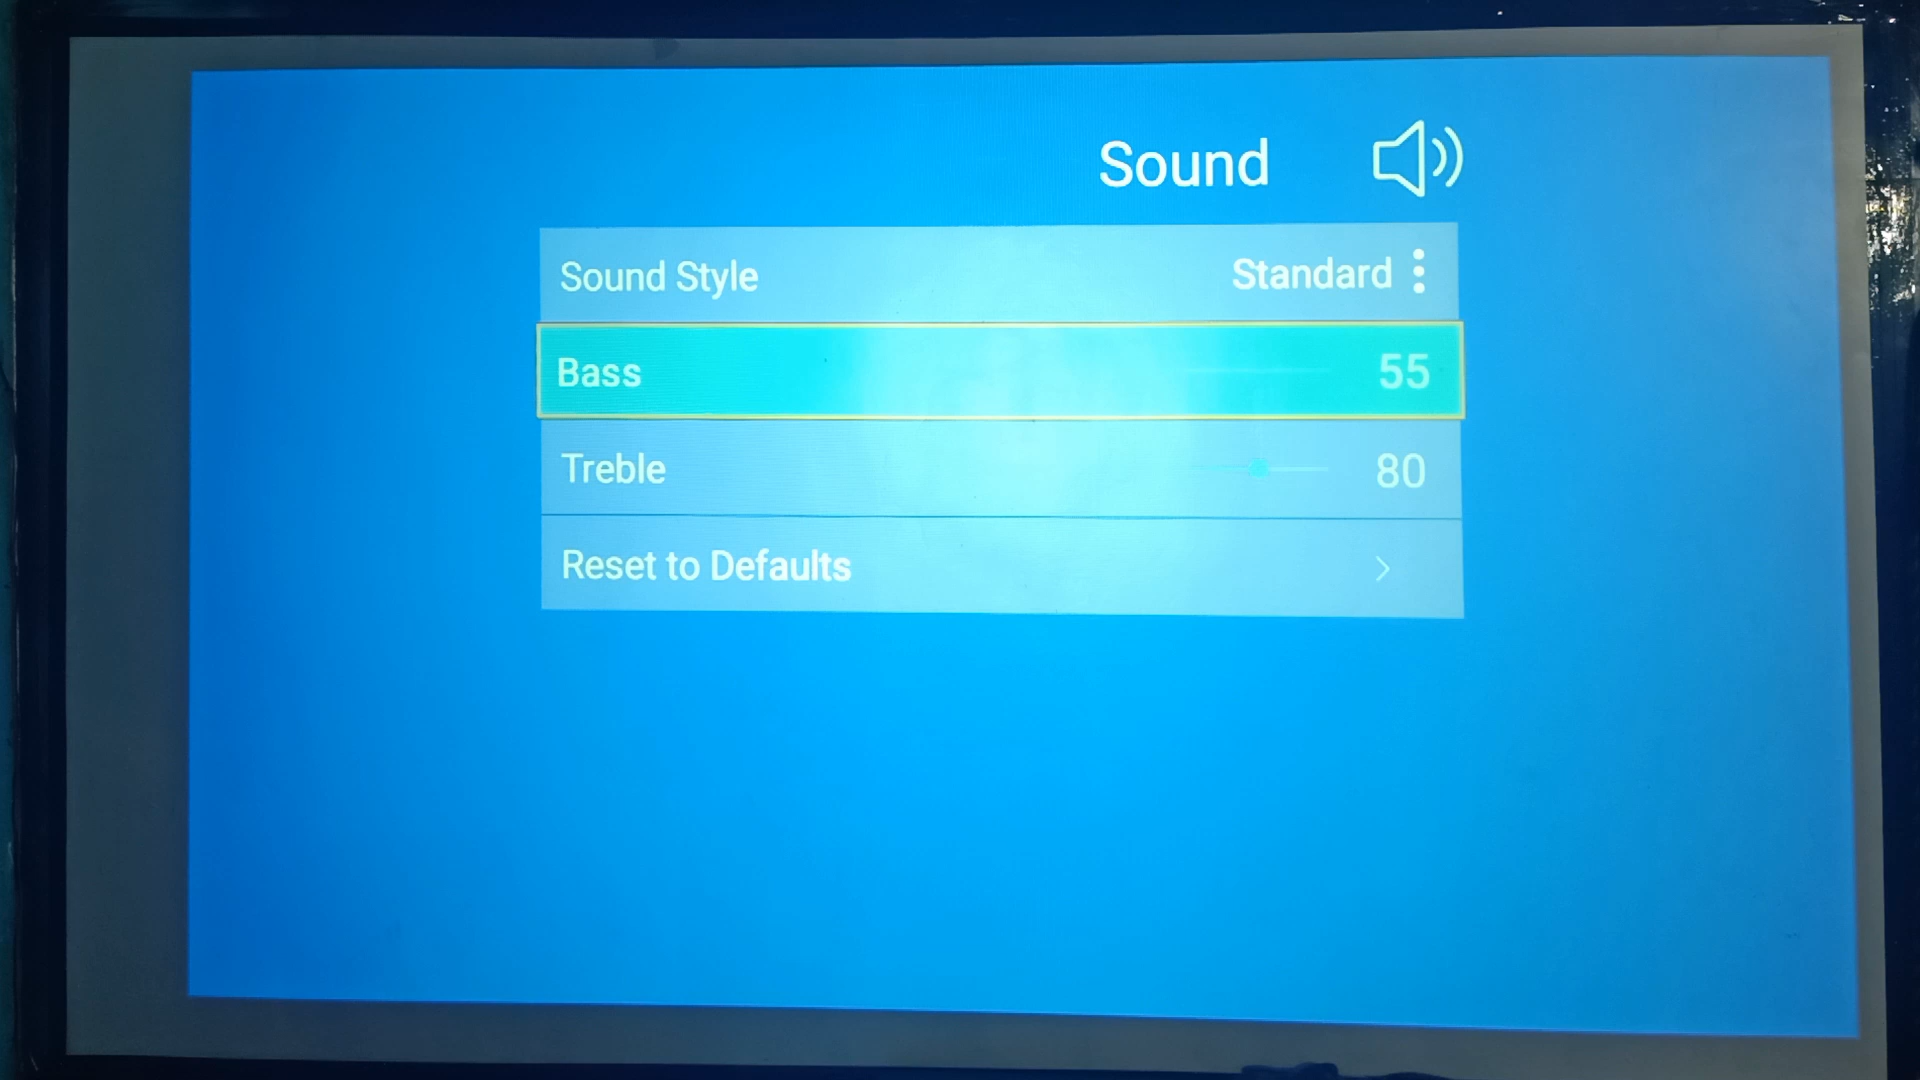 Sound
Sound Style Standard
Bass 55
Treble 80
Reset to Defaults